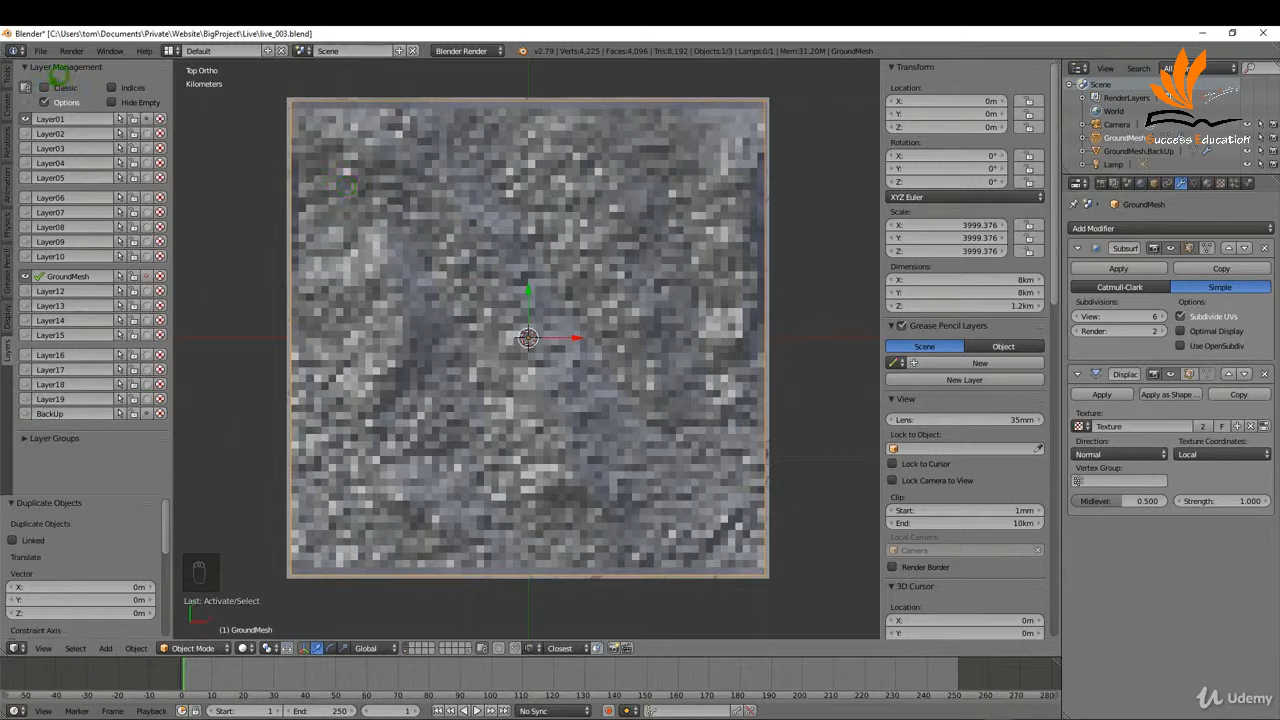 Blender* [C:\Users\tom\Documents\Private\Website\BigProject\Live\live_003.blend]
File Render Window Help Default Scene Blender Render v2.79 | Verts:4,225 | Faces:4,096 | Tris:8,192 | Objects:1/3 | Lamps:0/1 | Mem:31.20M | GroundMesh View Search
Layer Management
Classic Indices
Options Hide Empty
Layer01
Layer02
Layer03
Layer04
Layer05
Layer06
Layer07
Layer08
Layer09
Layer10
GroundMesh
Layer12
Layer13
Layer14
Layer15
Layer16
Layer17
Layer18
Layer19
BackUp
Layer Groups
Duplicate Objects
Duplicate Objects
Linked
Translate
Vector
X: 0m
Y: 0m
Z: 0m
Constraint Axis
Tools
Create
Relations
Animation
Physics
Grease Pencil
Display
Layers
Top Ortho
Kilometers
Last: Activate/Select
(1) GroundMesh
Transform
Location:
X: 0m
Y: 0m
Z: 0m
Rotation:
X: 0°
Y: 0°
Z: 0°
XYZ Euler
Scale:
X: 3999.376
Y: 3999.376
Z: 3999.376
Dimensions:
X: 8km
Y: 8km
Z: 1.2km
Grease Pencil Layers
Scene Object
New
New Layer
View
Lens: 35mm
Lock to Object:
Lock to Cursor
Lock Camera to View
Clip:
Start: 1mm
End: 10km
Local Camera:
Camera
Render Border
3D Cursor
Location:
X: 0m
Y: 0m
Scene
RenderLayers
World
Camera
GroundMesh
GroundMesh.BackUp
Lamp
Success Education
GroundMesh
Add Modifier
Subsurf
Apply Copy
Catmull-Clark Simple
Subdivisions: Options:
View: 6 Subdivide UVs
Render: 2 Optimal Display
Use OpenSubdiv
Displac
Apply Apply as Shape ... Copy
Texture:
Texture 2 F
Direction: Texture Coordinates:
Normal Local
Vertex Group:
Midlevel: 0.500 Strength: 1.000
View Select Add Object Object Mode Global Closest
-50 -40 -30 -20 -10 0 10 20 30 40 50 60 70 80 90 100 110 120 130 140 150 160 170 180 190 200 210 220 230 240 250 260 270 280
View Marker Frame Playback Start: 1 End: 250 1 No Sync
Udemy